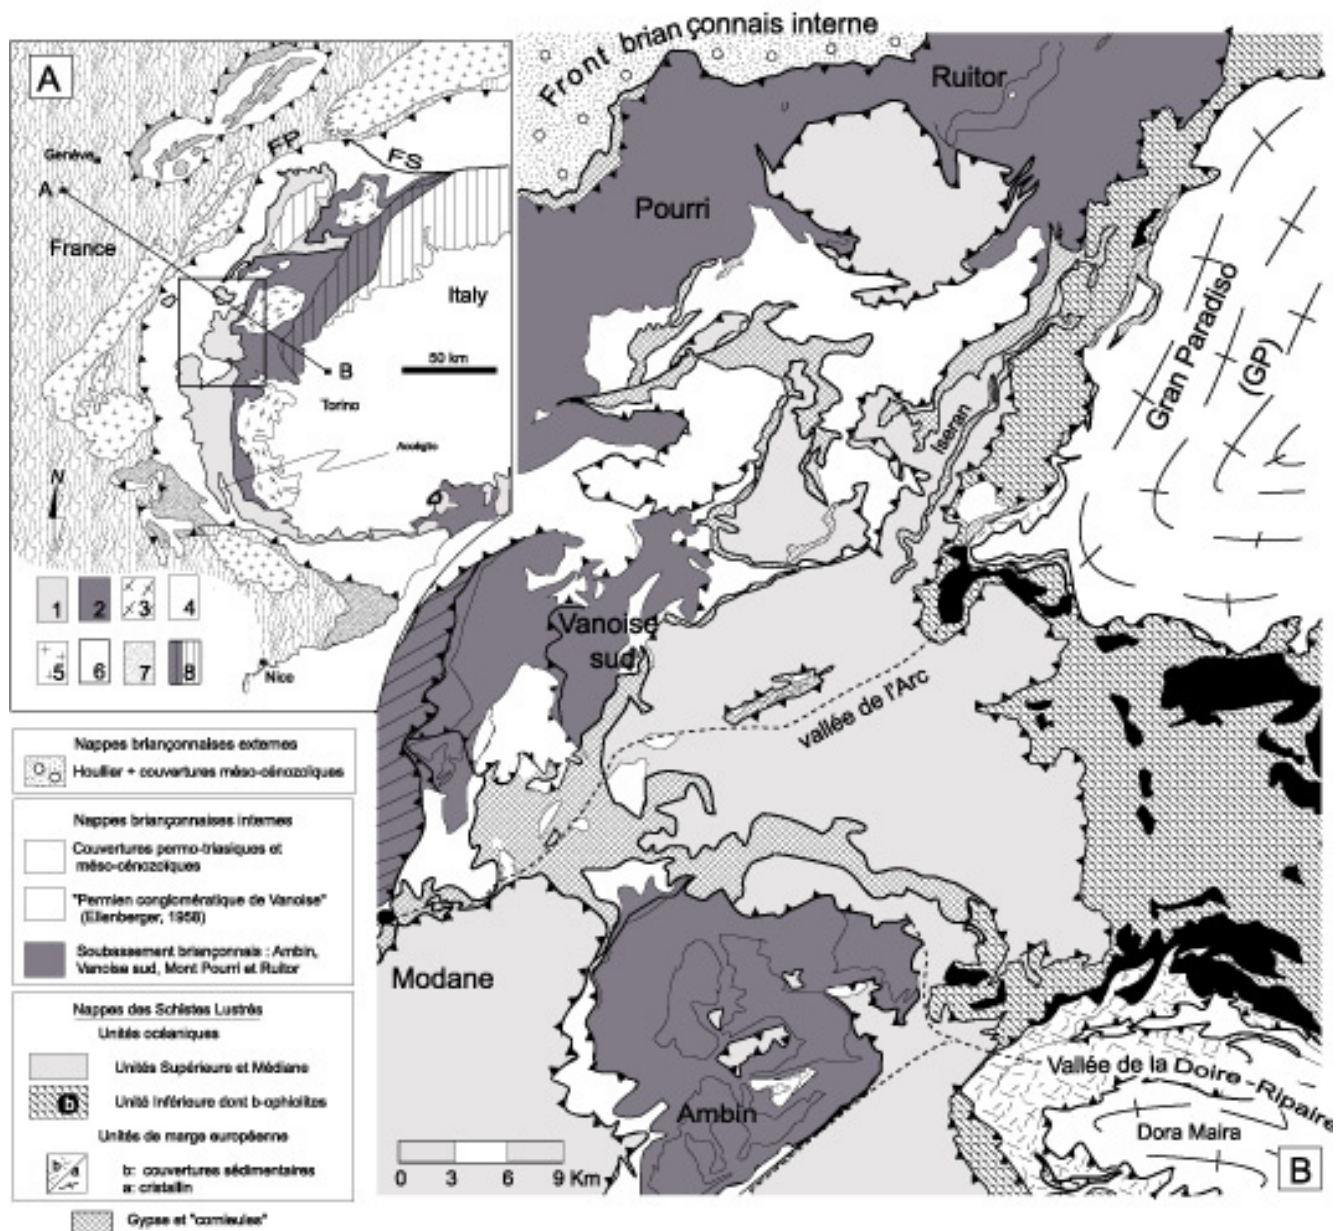 A
Genève
A
France
FP
FS
Italy
50 km
B
Torino
N
Nice
1
2
3
4
5
6
7
8
Front briançonnais interne
Ruitor
Pourri
Gran Paradiso
(GP)
Iseran
Vanoise
sud
vallée de l'Arc
Modane
Ambin
Vallée de la Doire-Ripaire
Dora Maira
0 3 6 9 Km
B
Nappes briançonnaises externes
Houiller + couvertures méso-cénozoïques
Nappes briançonnaises internes
Couvertures permo-triasiques et
méso-cénozoïques
"Permien conglomératique de Vanoise"
(Ellenberger, 1958)
Soubassement briançonnais : Ambin,
Vanoise sud, Mont Pourri et Ruitor
Nappes des Schistes Lustrés
Unités océaniques
Unités Supérieure et Médiane
b
Unité Inférieure dont b-ophiolites
Unités de marge européenne
b a
b: couvertures sédimentaires
a: cristallin
Gypse et "cornieules"